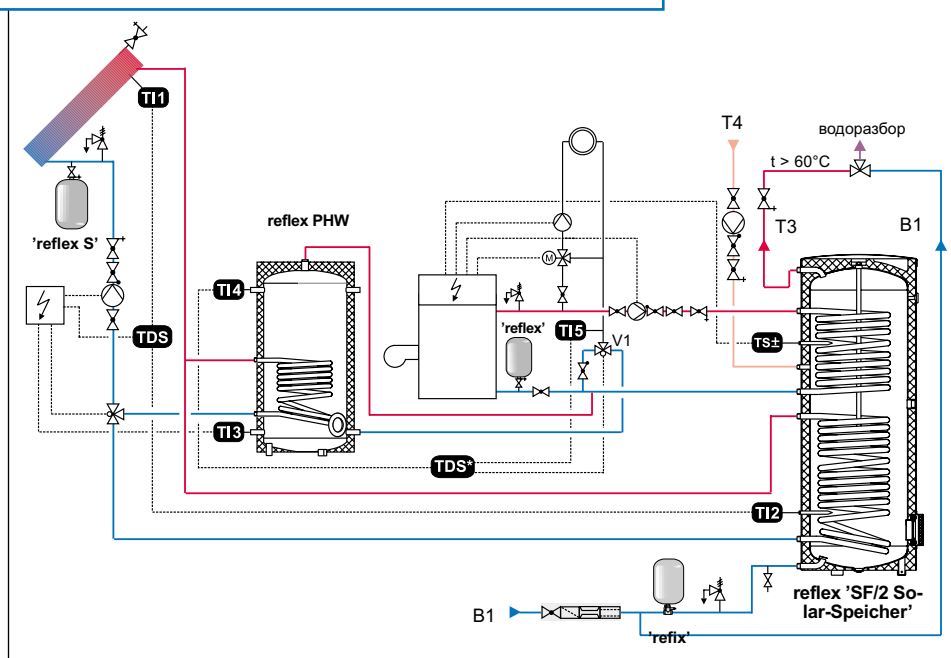 TI1
T4
водоразбор
t > 60°C
reflex PHW
T3
B1
'reflex S'
TI4
'reflex'
TI5
M
V1
TDS
TS±
TI3
TDS*
TI2
reflex 'SF/2 So-
lar-Speicher'
B1
'refix'